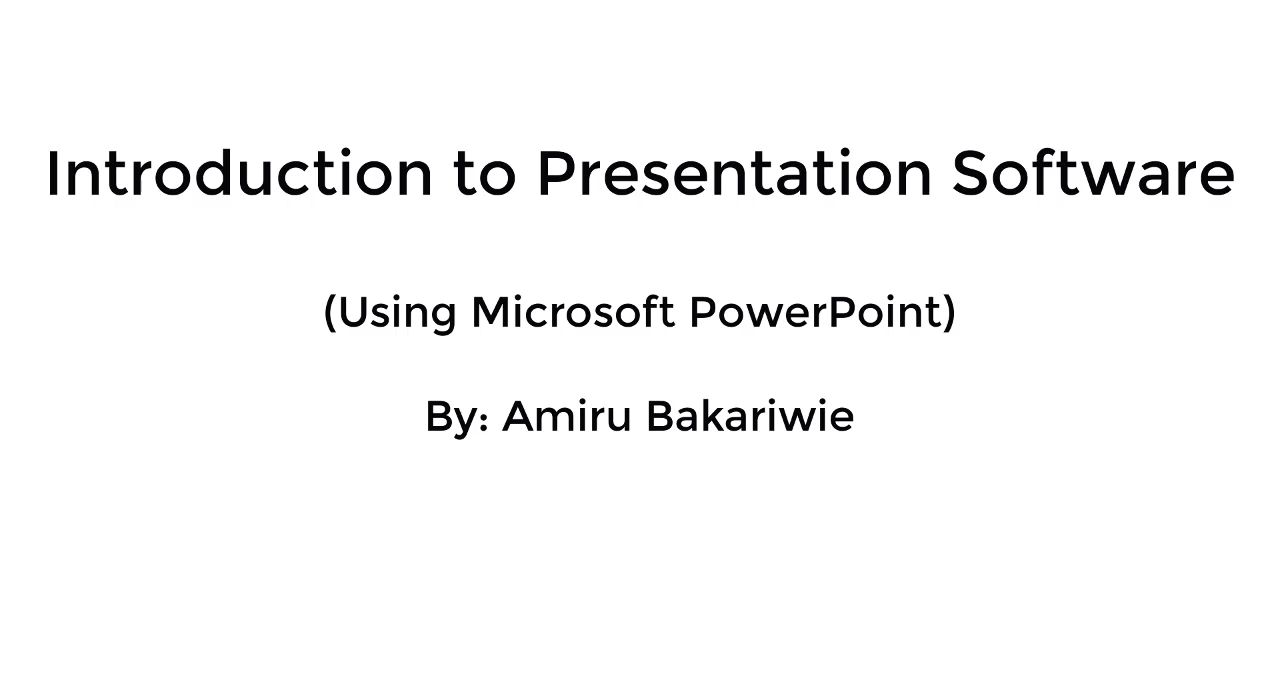 Introduction to Presentation Software
(Using Microsoft PowerPoint)
By: Amiru Bakariwie